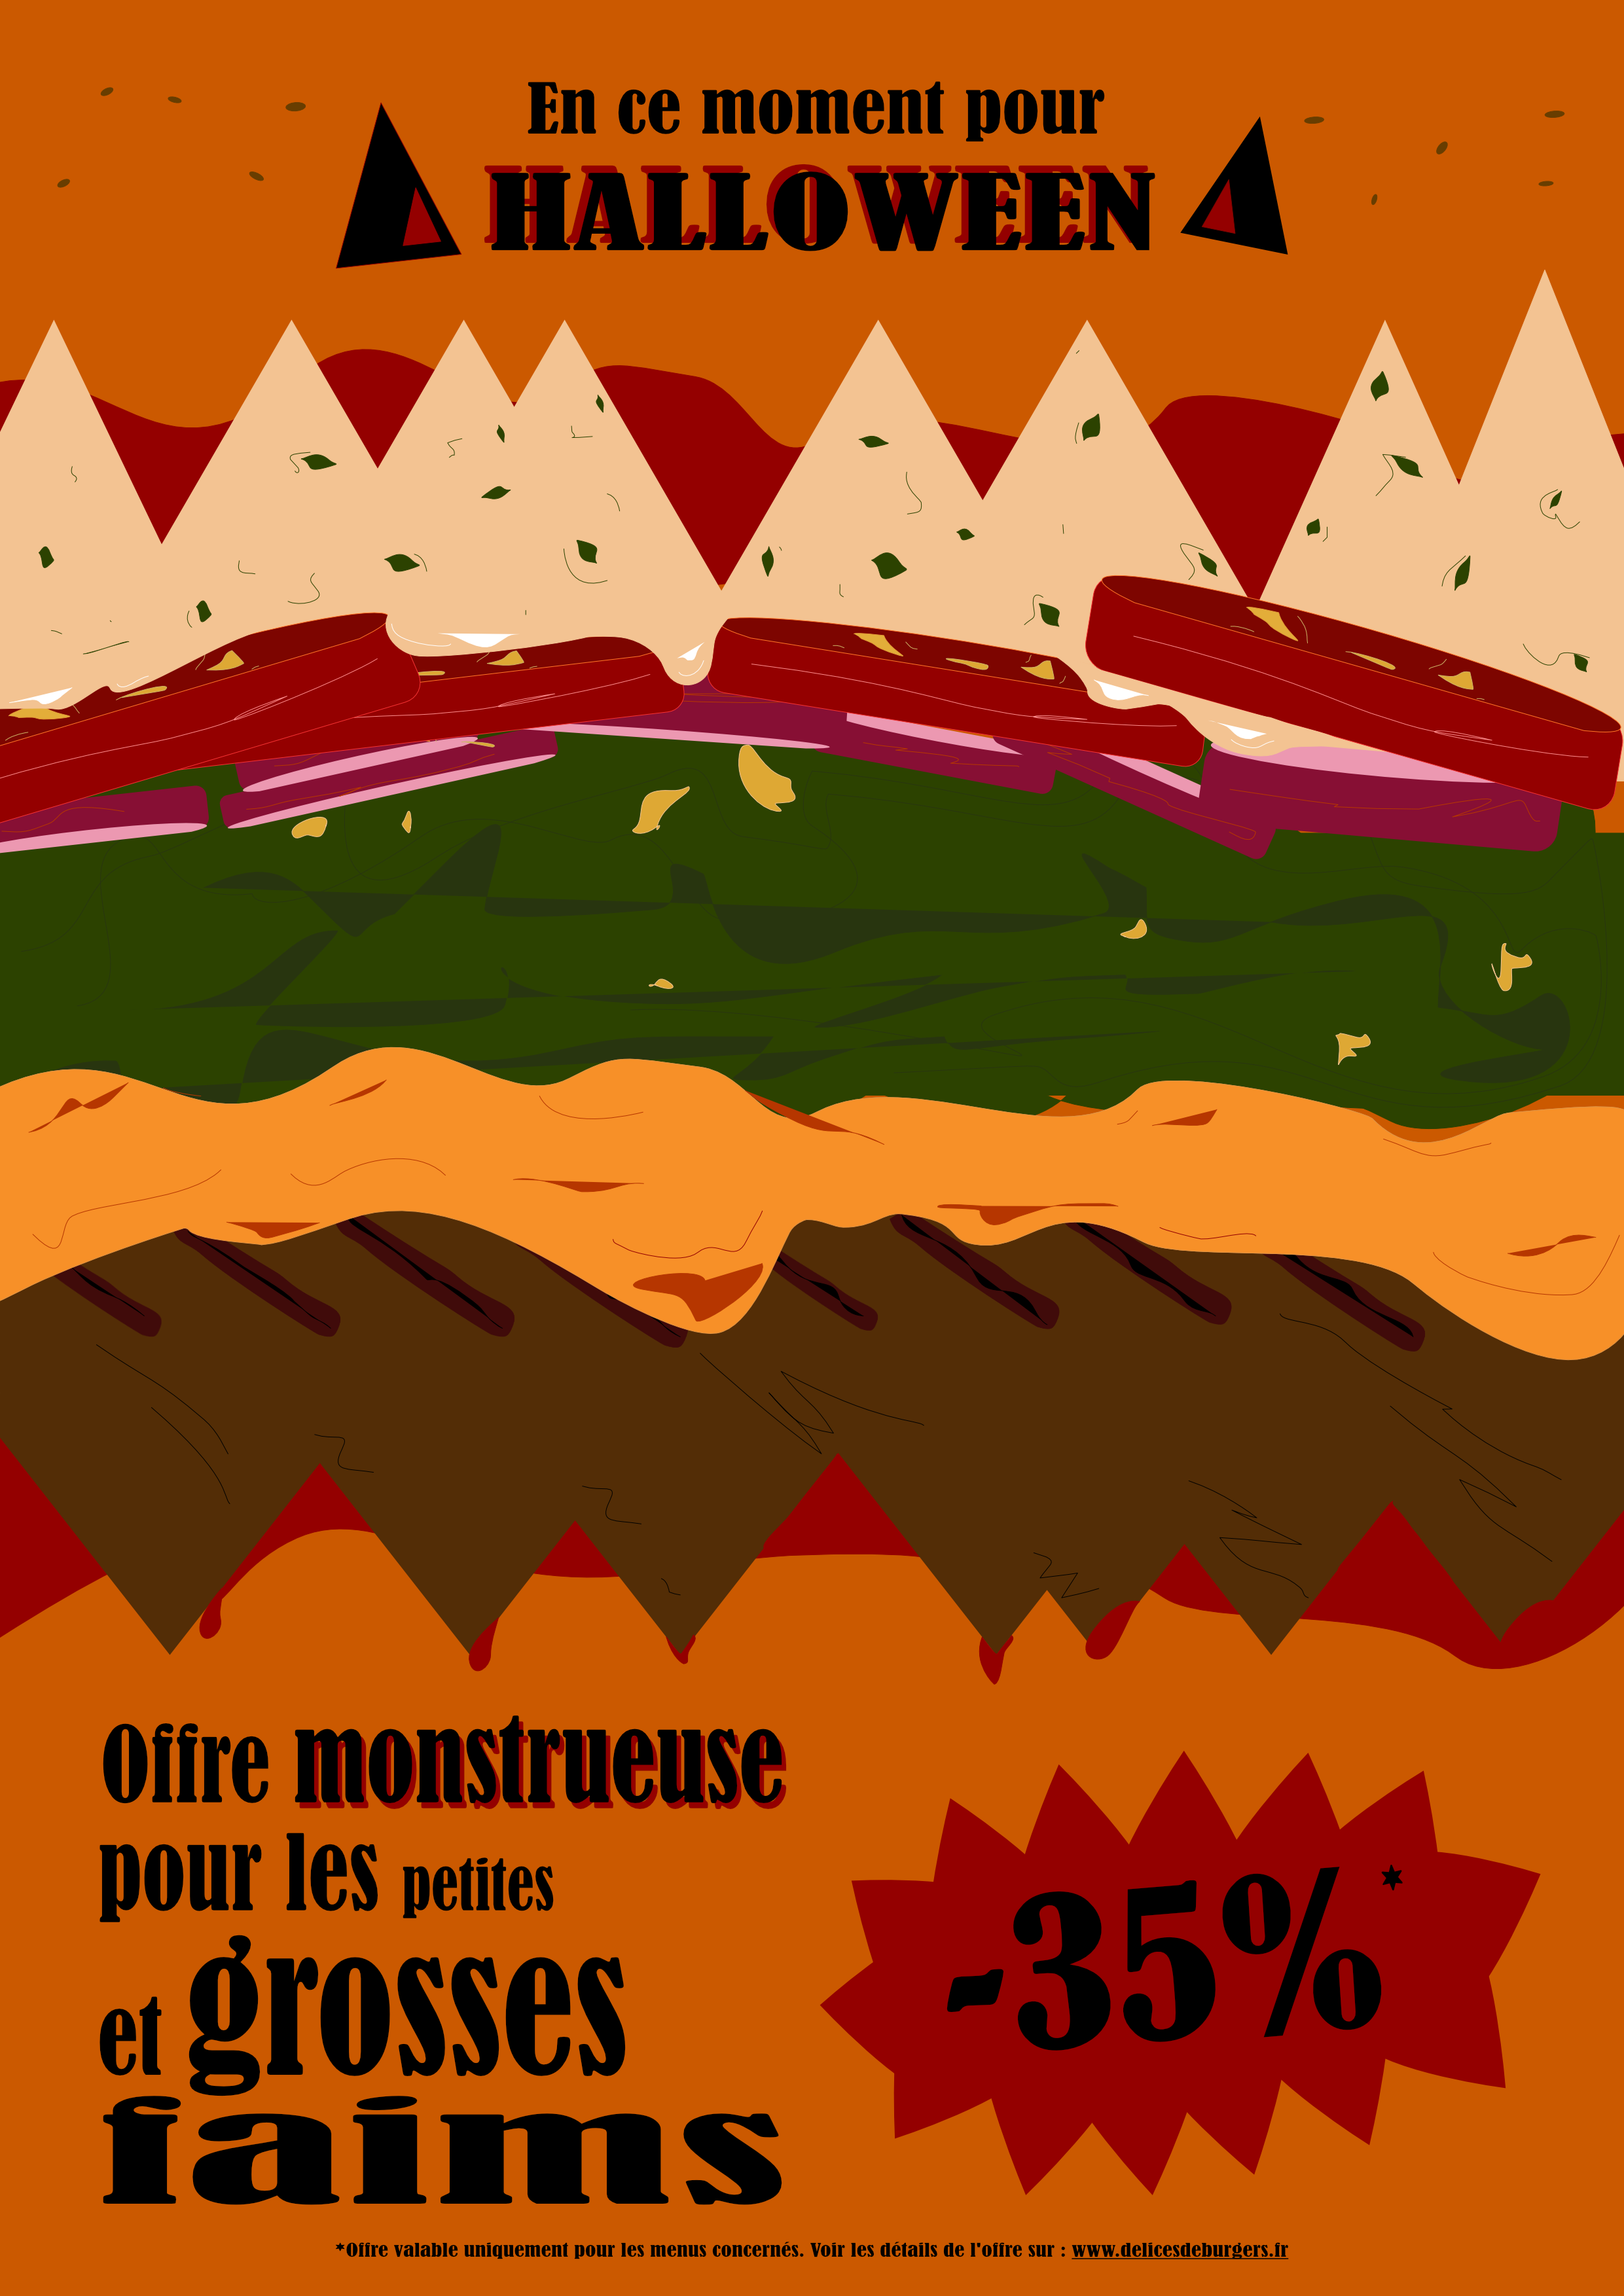 En ce moment pour
HALLOWEEN
Offre monstrueuse
pour les petites
et grosses
faims
-35%*
*Offre valable uniquement pour les menus concernés. Voir les détails de l'offre sur : www.delicesdeburgers.fr